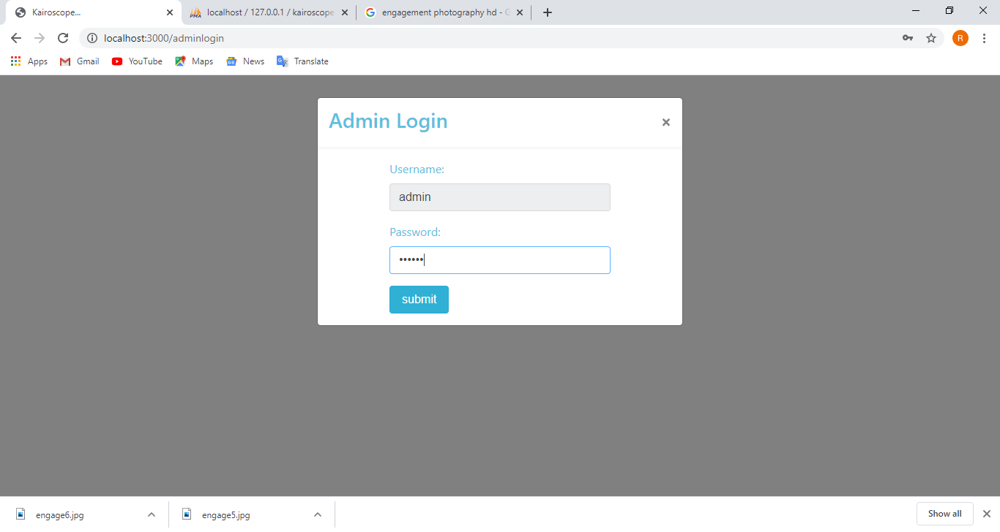 Kairoscope...
localhost / 127.0.0.1 / kairoscope
engagement photography hd - G
localhost:3000/adminlogin
R
Apps
Gmail
YouTube
Maps
News
Translate
Admin Login
×
Username:
admin
Password:
••••••
submit
engage6.jpg
engage5.jpg
Show all